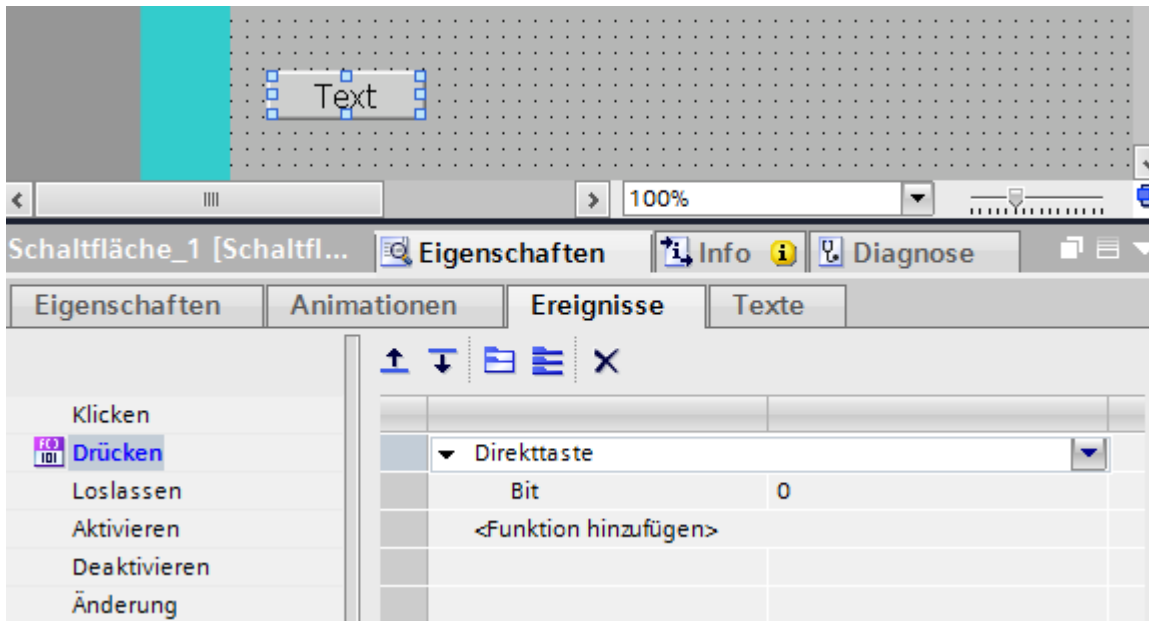 Text
100%
Schaltfläche_1 [Schaltfl...
Eigenschaften
Info
Diagnose
Eigenschaften
Animationen
Ereignisse
Texte
Klicken
Drücken
Loslassen
Aktivieren
Deaktivieren
Änderung
Direkttaste
Bit 0
<Funktion hinzufügen>